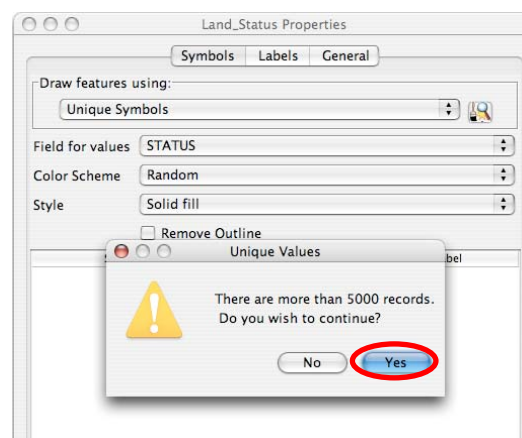 Land_Status Properties
Symbols Labels General
Draw features using:
Unique Symbols
Field for values STATUS
Color Scheme Random
Style Solid fill
Remove Outline
Unique Values
There are more than 5000 records.
Do you wish to continue?
No Yes